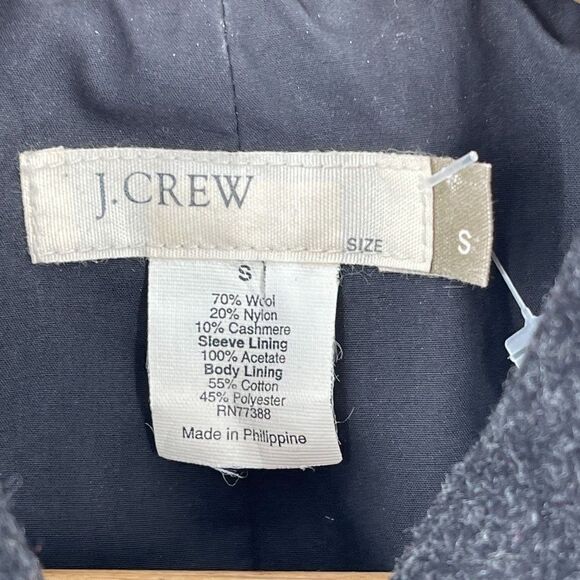 J.CREW
SIZE S
S
70% Wool
20% Nylon
10% Cashmere
Sleeve Lining
100% Acetate
Body Lining
55% Cotton
45% Polyester
RN77388
Made in Philippine